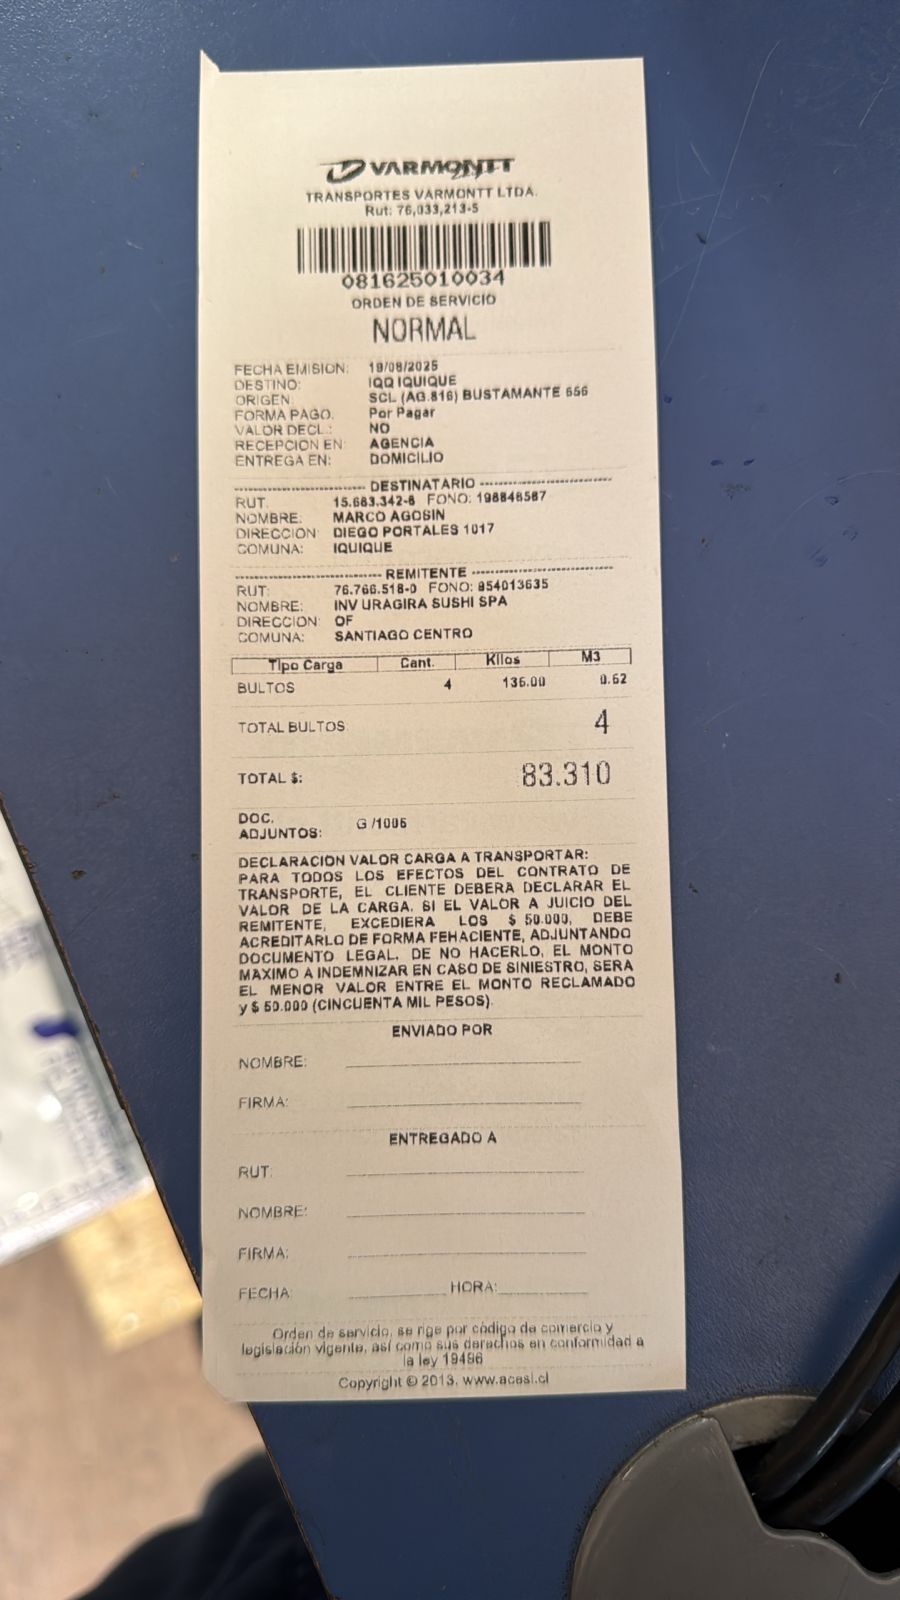 VARMONTT
TRANSPORTES VARMONTT LTDA.
Rut: 76,033,213-5
081625010034
ORDEN DE SERVICIO
NORMAL
FECHA EMISION: 19/08/2025
DESTINO: IQQ IQUIQUE
ORIGEN: SCL (AG.816) BUSTAMANTE 556
FORMA PAGO: Por Pagar
VALOR DECL.: NO
RECEPCION EN: AGENCIA
ENTREGA EN: DOMICILIO
DESTINATARIO
RUT: 15.683.342-6 FONO: 198848587
NOMBRE: MARCO AGOSIN
DIRECCION: DIEGO PORTALES 1017
COMUNA: IQUIQUE
REMITENTE
RUT: 76.766.518-0 FONO: 954013635
NOMBRE: INV URAGIRA SUSHI SPA
DIRECCION: OF
COMUNA: SANTIAGO CENTRO
Tipo Carga Cant. Kilos M3
BULTOS 4 135.00 0.52
TOTAL BULTOS 4
TOTAL $: 83.310
DOC.
ADJUNTOS: G /1006
DECLARACION VALOR CARGA A TRANSPORTAR:
PARA TODOS LOS EFECTOS DEL CONTRATO DE
TRANSPORTE, EL CLIENTE DEBERA DECLARAR EL
VALOR DE LA CARGA. SI EL VALOR A JUICIO DEL
REMITENTE, EXCEDIERA LOS $ 50.000, DEBE
ACREDITARLO DE FORMA FEHACIENTE, ADJUNTANDO
DOCUMENTO LEGAL. DE NO HACERLO, EL MONTO
MAXIMO A INDEMNIZAR EN CASO DE SINIESTRO, SERA
EL MENOR VALOR ENTRE EL MONTO RECLAMADO
y $ 50.000 (CINCUENTA MIL PESOS).
ENVIADO POR
NOMBRE:
FIRMA:
ENTREGADO A
RUT:
NOMBRE:
FIRMA:
FECHA: HORA:
Orden de servicio, se rige por código de comercio y
legislación vigente, así como sus derechos en conformidad a
la ley 19496
Copyright © 2013. www.acesi.cl